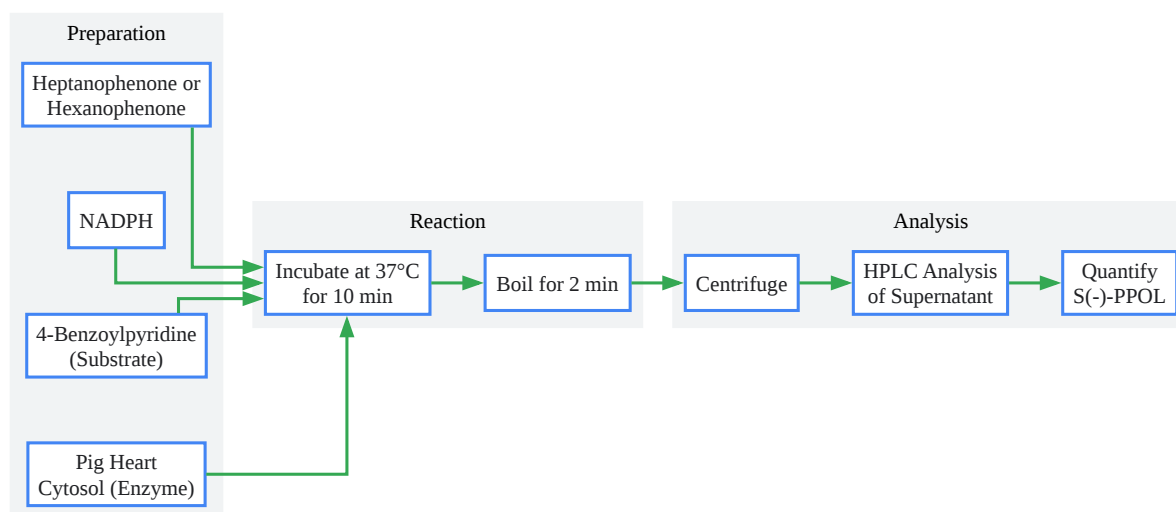 Preparation
Heptanophenone or
Hexanophenone
NADPH
4-Benzoylpyridine
(Substrate)
Pig Heart
Cytosol (Enzyme)
Reaction
Incubate at 37°C
for 10 min
Boil for 2 min
Analysis
Centrifuge
HPLC Analysis
of Supernatant
Quantify
S(-)-PPOL